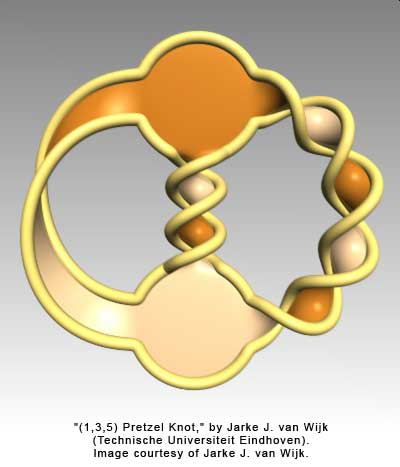 "(1,3,5) Pretzel Knot," by Jarke J. van Wijk
(Technische Universiteit Eindhoven).
Image courtesy of Jarke J. van Wijk.